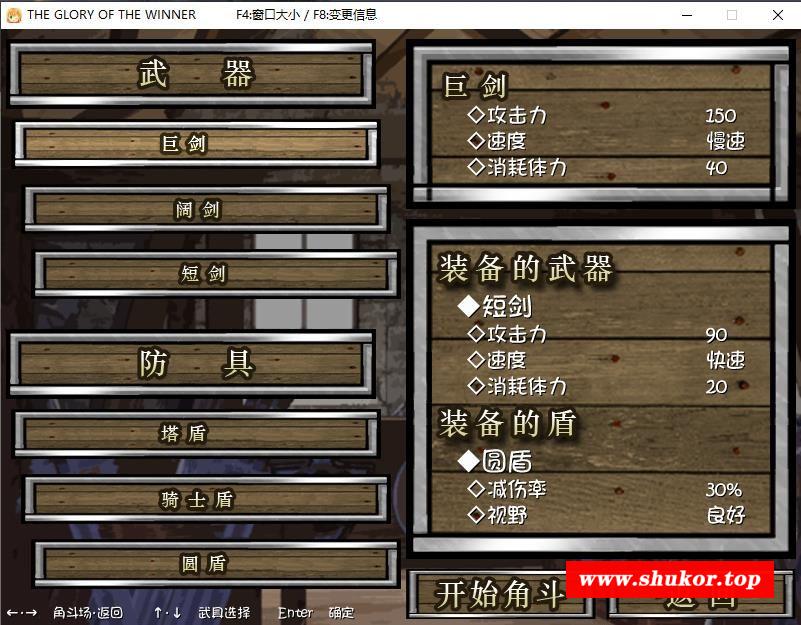 THE GLORY OF THE WINNER F4:窗口大小 / F8:变更信息
武 器
巨剑
阔剑
短剑
防 具
塔盾
骑士盾
圆盾
巨剑
◇攻击力 150
◇速度 慢速
◇消耗体力 40
装备的武器
◆短剑
◇攻击力 90
◇速度 快速
◇消耗体力 20
装备的盾
◆圆盾
◇减伤率 30%
◇视野 良好
开始角斗
www.shukor.top
←·→ 角斗场·返回 ↑·↓ 武具选择 Enter 确定